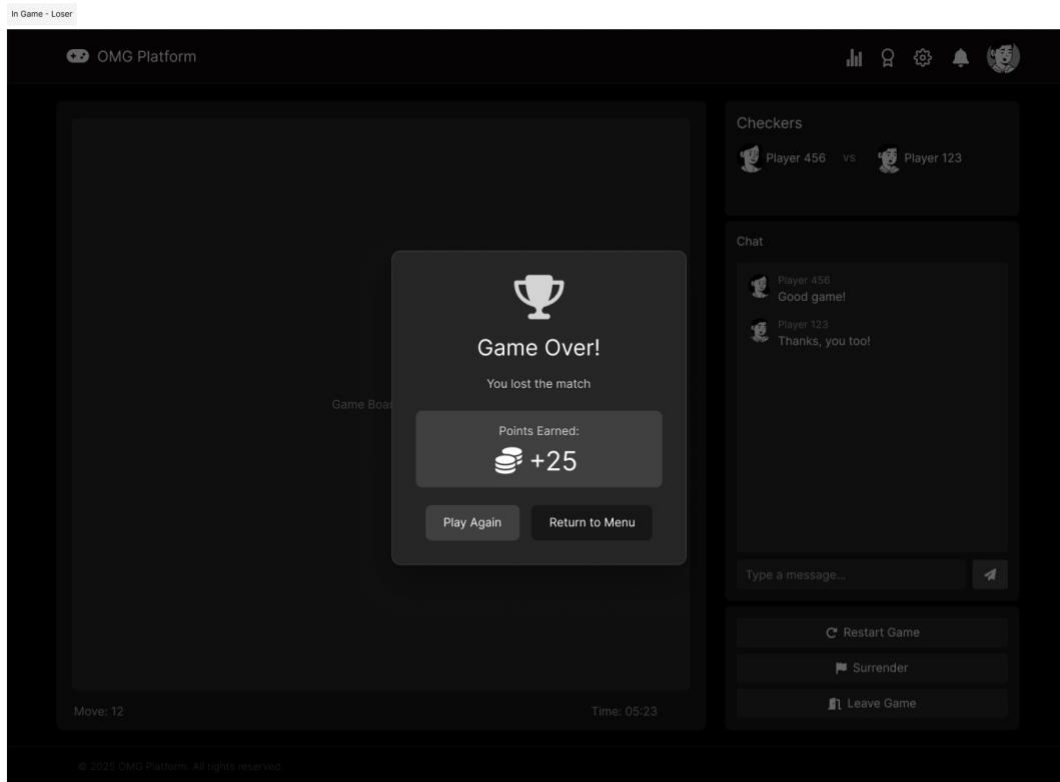 In Game - Loser
OMG Platform
Checkers
Player 456 vs Player 123
Chat
Player 456
Good game!
Player 123
Thanks, you too!
Game Over!
You lost the match
Game Boa
Points Earned:
+25
Play Again Return to Menu
Type a message...
Restart Game
Surrender
Leave Game
Move: 12 Time: 05:23
© 2025 OMG Platform. All rights reserved.